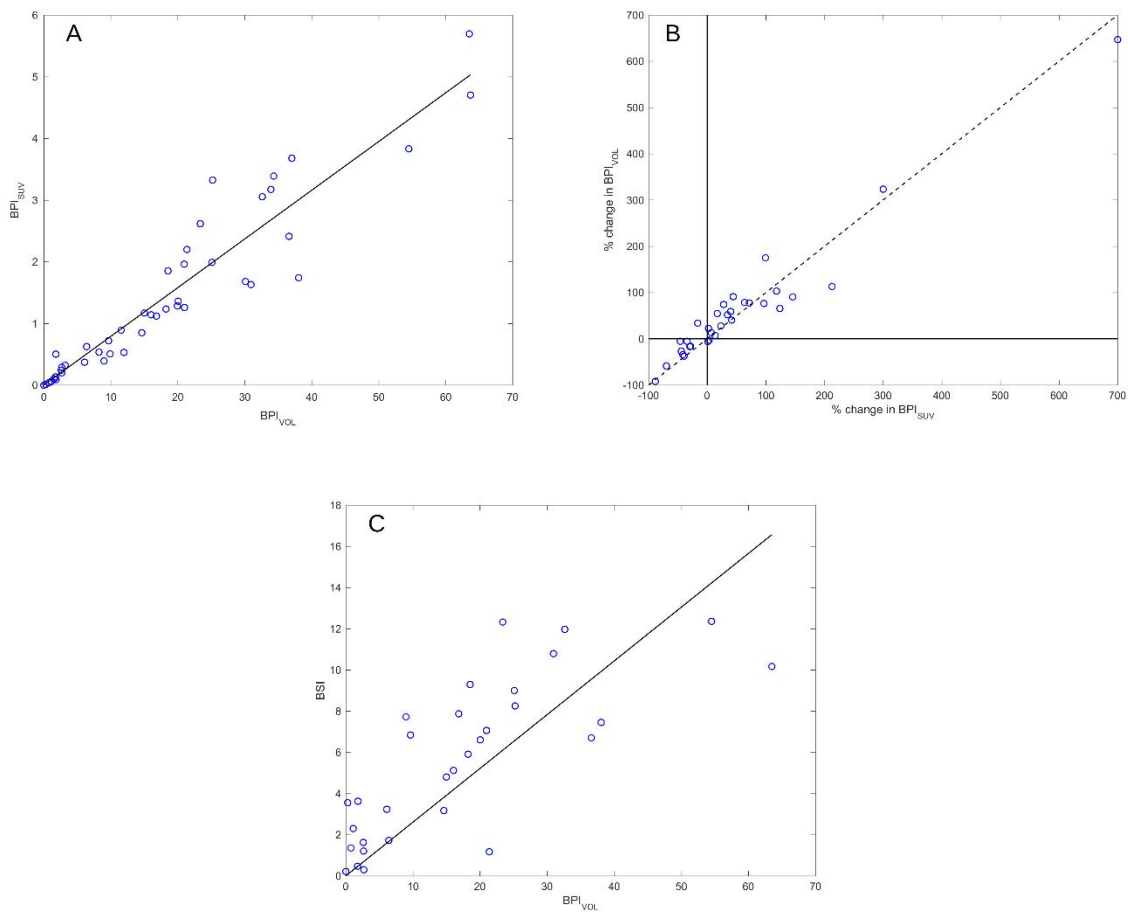 A
6
5
4
3
2
1
0
BPI_SUV
0 10 20 30 40 50 60 70
BPI_VOL
B
700
600
500
400
300
200
100
0
-100
% change in BPI_VOL
-100 0 100 200 300 400 500 600 700
% change in BPI_SUV
C
18
16
14
12
10
8
6
4
2
0
BSI
0 10 20 30 40 50 60 70
BPI_VOL